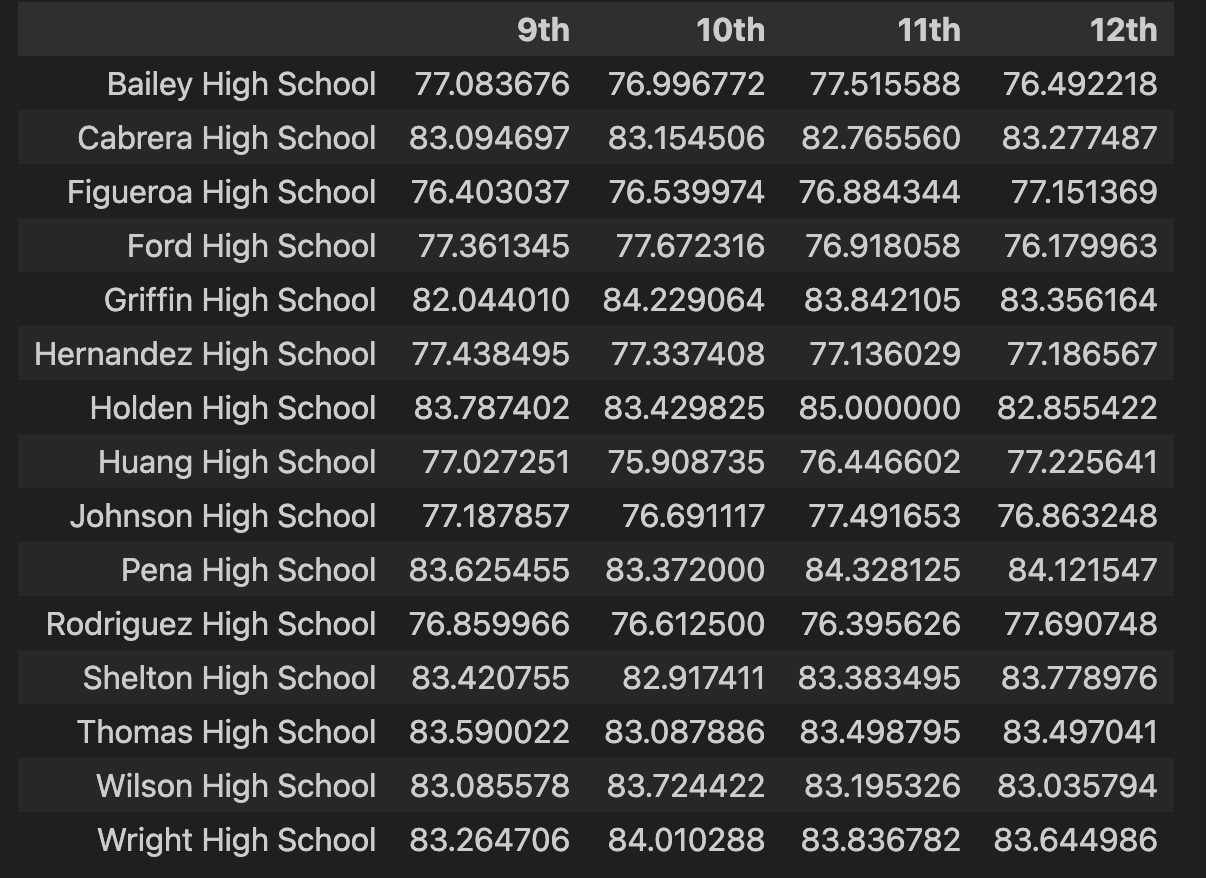 9th 10th 11th 12th
Bailey High School 77.083676 76.996772 77.515588 76.492218
Cabrera High School 83.094697 83.154506 82.765560 83.277487
Figueroa High School 76.403037 76.539974 76.884344 77.151369
Ford High School 77.361345 77.672316 76.918058 76.179963
Griffin High School 82.044010 84.229064 83.842105 83.356164
Hernandez High School 77.438495 77.337408 77.136029 77.186567
Holden High School 83.787402 83.429825 85.000000 82.855422
Huang High School 77.027251 75.908735 76.446602 77.225641
Johnson High School 77.187857 76.691117 77.491653 76.863248
Pena High School 83.625455 83.372000 84.328125 84.121547
Rodriguez High School 76.859966 76.612500 76.395626 77.690748
Shelton High School 83.420755 82.917411 83.383495 83.778976
Thomas High School 83.590022 83.087886 83.498795 83.497041
Wilson High School 83.085578 83.724422 83.195326 83.035794
Wright High School 83.264706 84.010288 83.836782 83.644986